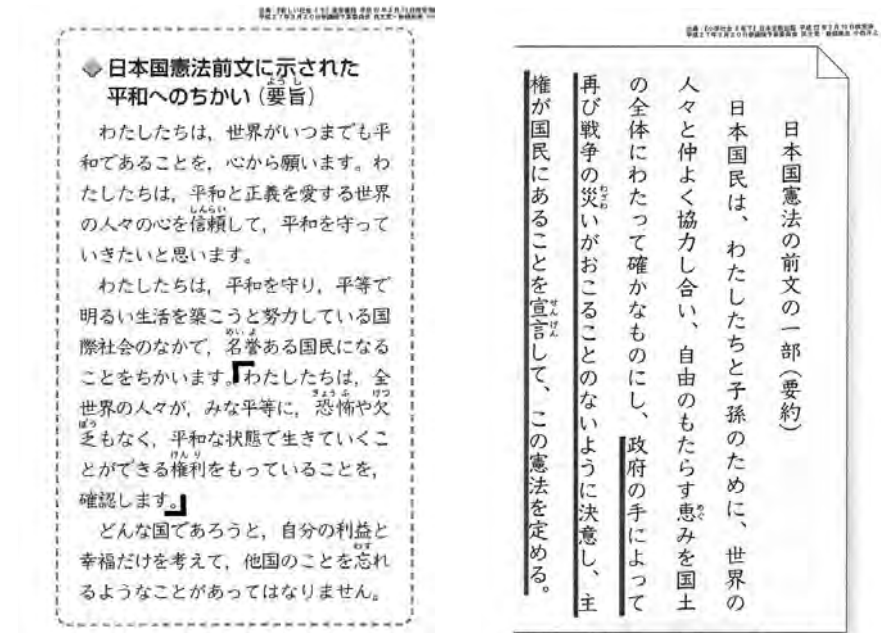 ◆日本国憲法前文に示された
平和へのちかい(要旨)
わたしたちは，世界がいつまでも平
和であることを，心から願います。わ
たしたちは，平和と正義を愛する世界
の人々の心を信頼して，平和を守って
いきたいと思います。
わたしたちは，平和を守り，平等で
明るい生活を築こうと努力している国
際社会のなかで，名誉ある国民になる
ことをちかいます。「わたしたちは，全
世界の人々が，みな平等に，恐怖や欠
乏もなく，平和な状態で生きていくこ
とができる権利をもっていることを，
確認します。」
どんな国であろうと，自分の利益と
幸福だけを考えて，他国のことを忘れ
るようなことがあってはなりません。
日本国憲法の前文の一部(要約)
日本国民は、わたしたちと子孫のために、世界の
人々と仲よく協力し合い、自由のもたらす恵みを国土
の全体にわたって確かなものにし、政府の手によって
再び戦争の災いがおこることのないように決意し、主
権が国民にあることを宣言して、この憲法を定める。